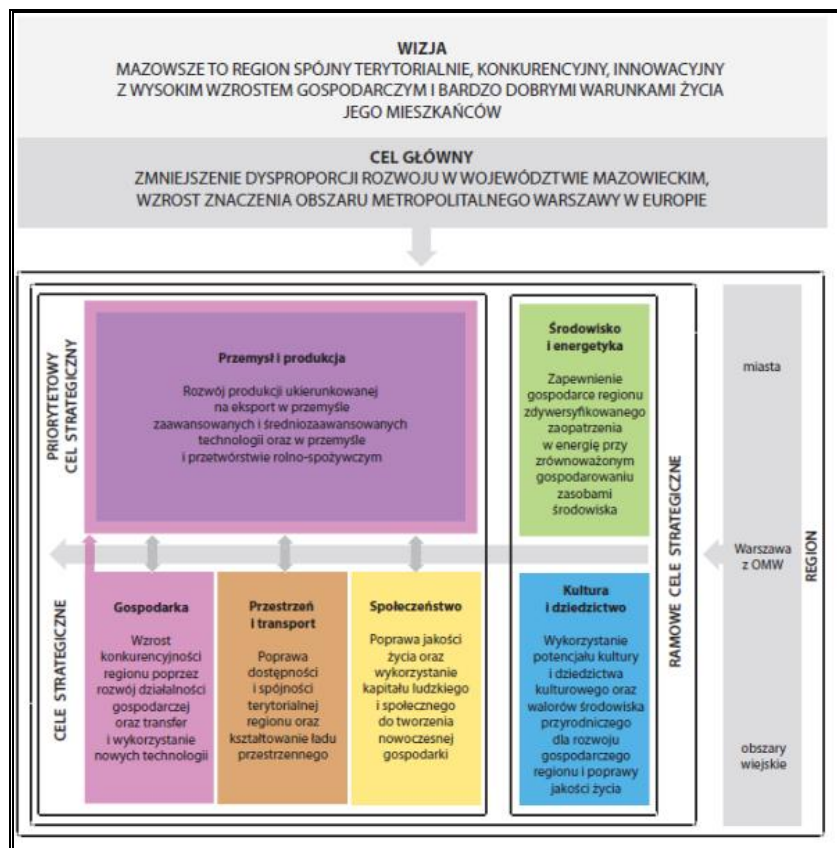 WIZJA
MAZOWSZE TO REGION SPÓJNY TERYTORIALNIE, KONKURENCYJNY, INNOWACYJNY
Z WYSOKIM WZROSTEM GOSPODARCZYM I BARDZO DOBRYMI WARUNKAMI ŻYCIA
JEGO MIESZKAŃCÓW
CEL GŁÓWNY
ZMNIEJSZENIE DYSPROPORCJI ROZWOJU W WOJEWÓDZTWIE MAZOWIECKIM,
WZROST ZNACZENIA OBSZARU METROPOLITALNEGO WARSZAWY W EUROPIE
PRIORYTETOWY
CEL STRATEGICZNY
Przemysł i produkcja
Rozwój produkcji ukierunkowanej
na eksport w przemyśle
zaawansowanych i średniozaawansowanych
technologii oraz w przemyśle
i przetwórstwie rolno-spożywczym
Środowisko
i energetyka
Zapewnienie
gospodarce regionu
zdywersyfikowanego
zaopatrzenia
w energię przy
zrównoważonym
gospodarowaniu
zasobami
środowiska
CELE STRATEGICZNE
Gospodarka
Wzrost
konkurencyjności
regionu poprzez
rozwój działalności
gospodarczej
oraz transfer
i wykorzystanie
nowych technologii
Przestrzeń
i transport
Poprawa
dostępności
i spójności
terytorialnej
regionu oraz
kształtowanie ładu
przestrzennego
Społeczeństwo
Poprawa jakości
życia oraz
wykorzystanie
kapitału ludzkiego
i społecznego
do tworzenia
nowoczesnej
gospodarki
Kultura
i dziedzictwo
Wykorzystanie
potencjału kultury
i dziedzictwa
kulturowego oraz
walorów środowiska
przyrodniczego
dla rozwoju
gospodarczego
regionu i poprawy
jakości życia
RAMOWE CELE STRATEGICZNE
miasta
Warszawa
z OMW
obszary
wiejskie
REGION